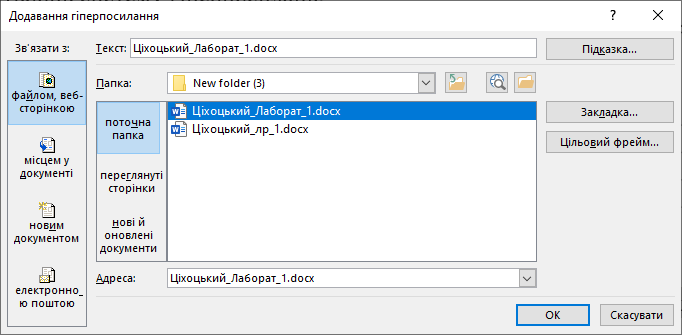 Додавання гіперпосилання
? ×
Зв'язати з:
Текст: Ціхоцький_Лаборат_1.docx
Підказка...
файлом, веб-
сторінкою
Папка: New folder (3)
поточна
папка
Ціхоцький_Лаборат_1.docx
Ціхоцький_лр_1.docx
Закладка...
Цільовий фрейм...
місцем у
документі
переглянуті
сторінки
новим
документом
нові й
оновлені
документи
електронно_
ю поштою
Адреса: Ціхоцький_Лаборат_1.docx
ОК
Скасувати